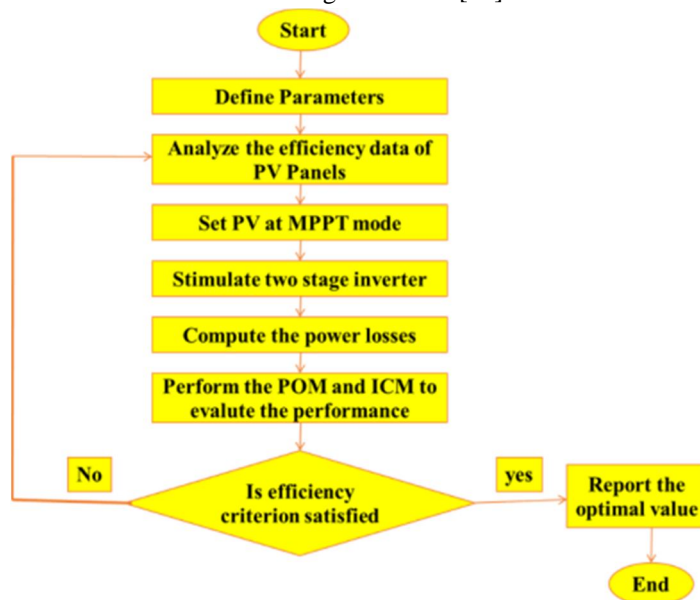 Start
Define Parameters
Analyze the efficiency data of
PV Panels
Set PV at MPPT mode
Stimulate two stage inverter
Compute the power losses
Perform the POM and ICM to
evalute the performance
No
Is efficiency
criterion satisfied
yes
Report the
optimal value
End